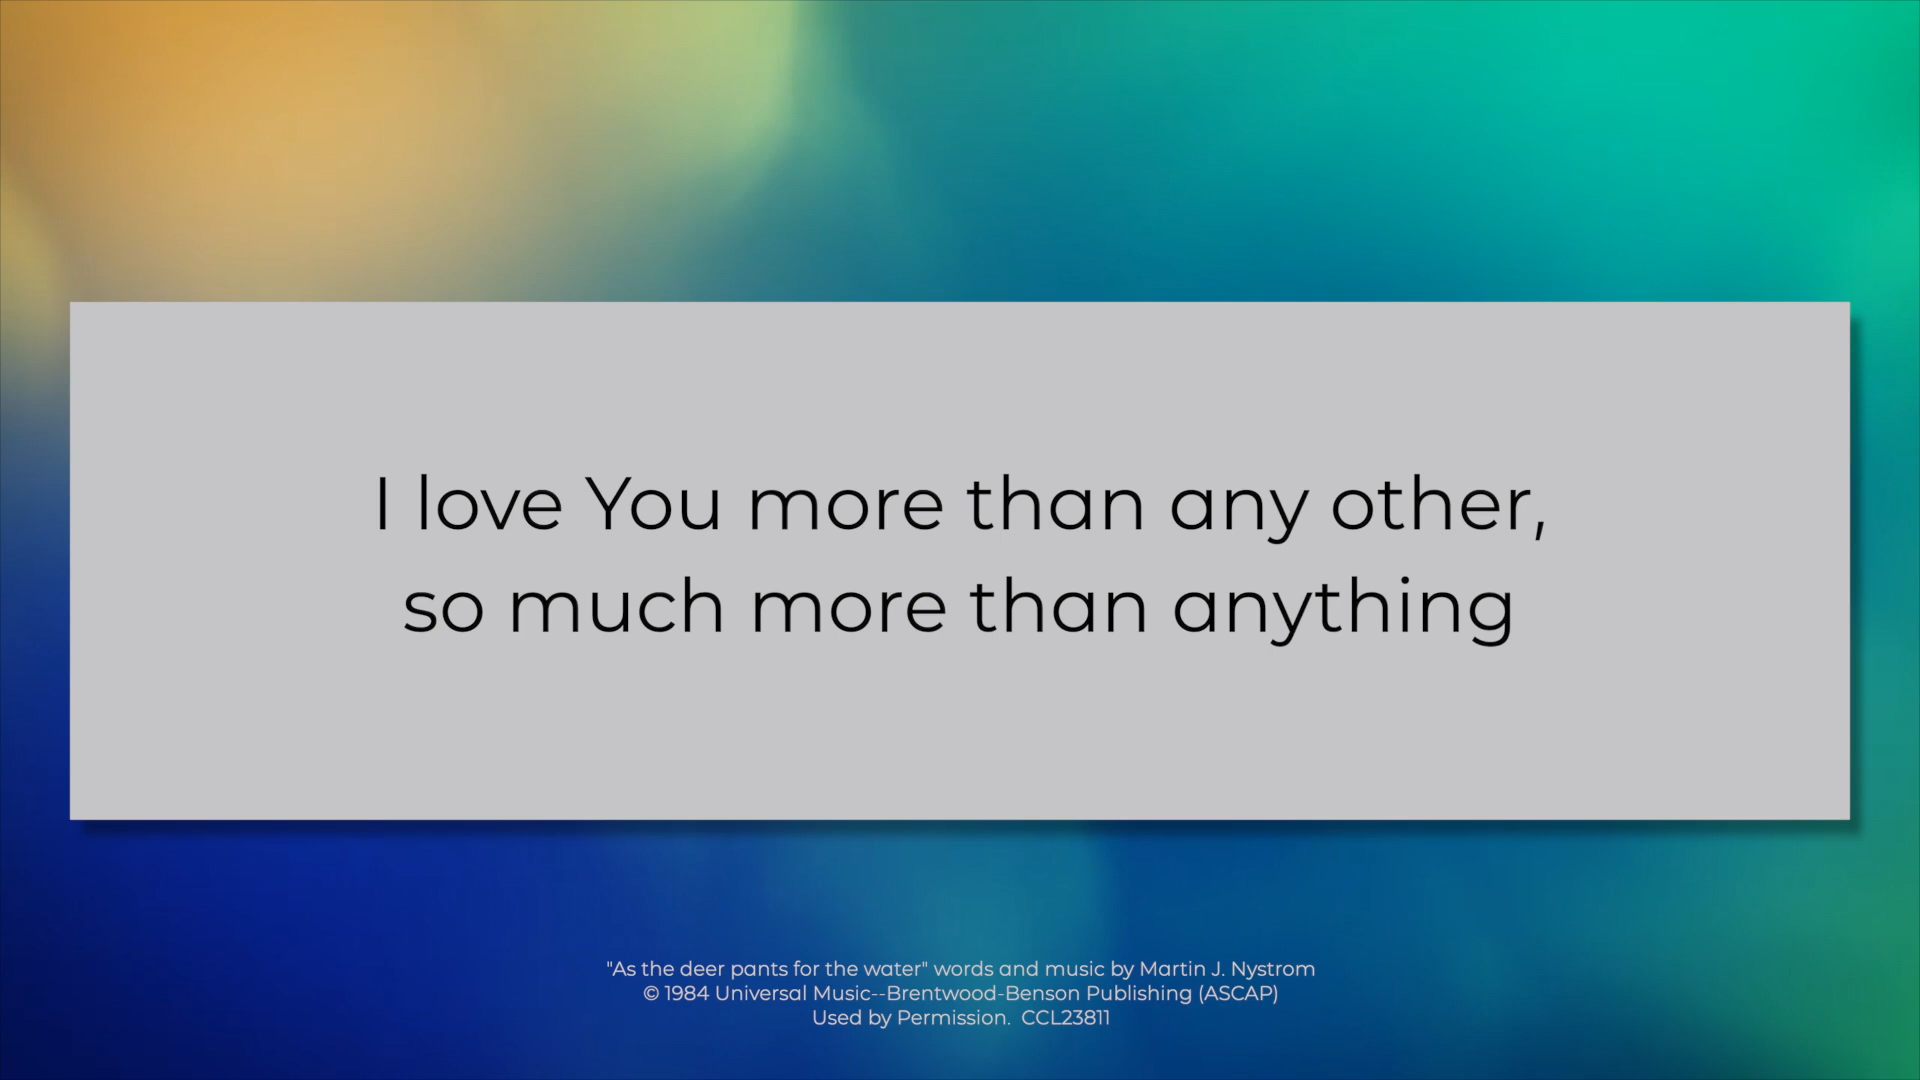 I love You more than any other,
so much more than anything
"As the deer pants for the water" words and music by Martin J. Nystrom
© 1984 Universal Music--Brentwood-Benson Publishing (ASCAP)
Used by Permission.  CCL23811